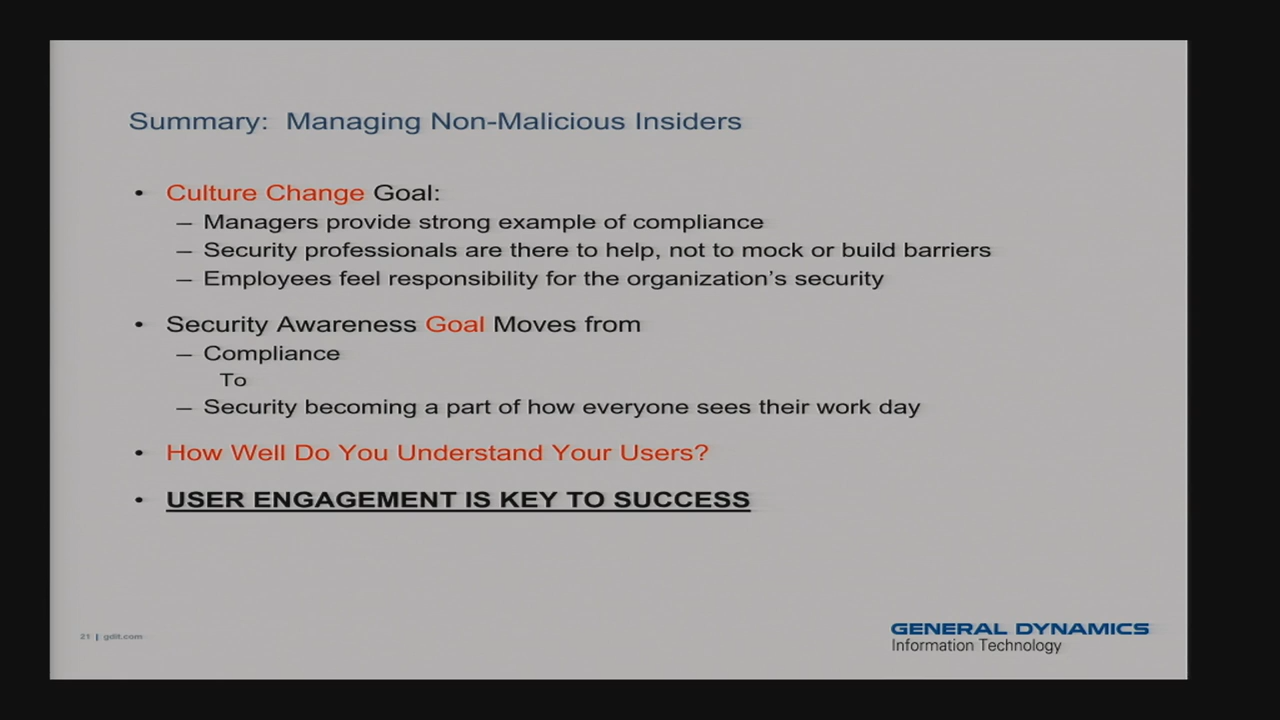 Summary: Managing Non-Malicious Insiders
• Culture Change Goal:
– Managers provide strong example of compliance
– Security professionals are there to help, not to mock or build barriers
– Employees feel responsibility for the organization's security
• Security Awareness Goal Moves from
– Compliance
To
– Security becoming a part of how everyone sees their work day
• How Well Do You Understand Your Users?
• USER ENGAGEMENT IS KEY TO SUCCESS
21 | gdit.com
GENERAL DYNAMICS
Information Technology